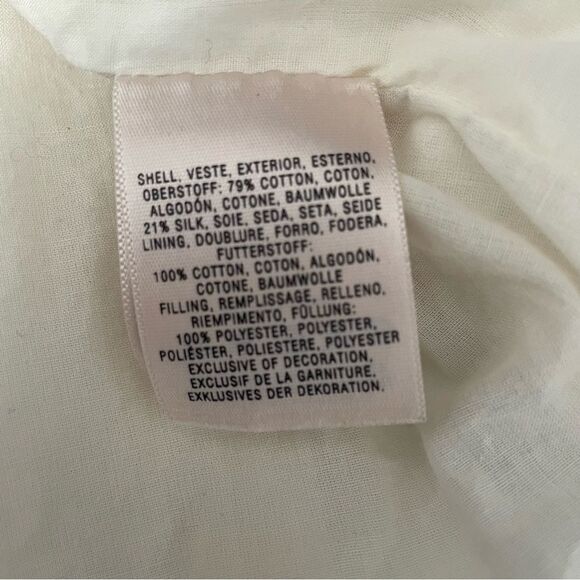 SHELL, VESTE, EXTERIOR, ESTERNO,
OBERSTOFF: 79% COTTON, COTON,
ALGODÓN, COTONE, BAUMWOLLE
21% SILK, SOIE, SEDA, SETA, SEIDE
LINING, DOUBLURE, FORRO, FODERA,
FUTTERSTOFF:
100% COTTON, COTON, ALGODÓN,
COTONE, BAUMWOLLE
FILLING, REMPLISSAGE, RELLENO,
RIEMPIMENTO, FÜLLUNG:
100% POLYESTER, POLYESTER,
POLIÉSTER, POLIESTERE, POLYESTER
EXCLUSIVE OF DECORATION,
EXCLUSIF DE LA GARNITURE,
EXKLUSIVES DER DEKORATION.